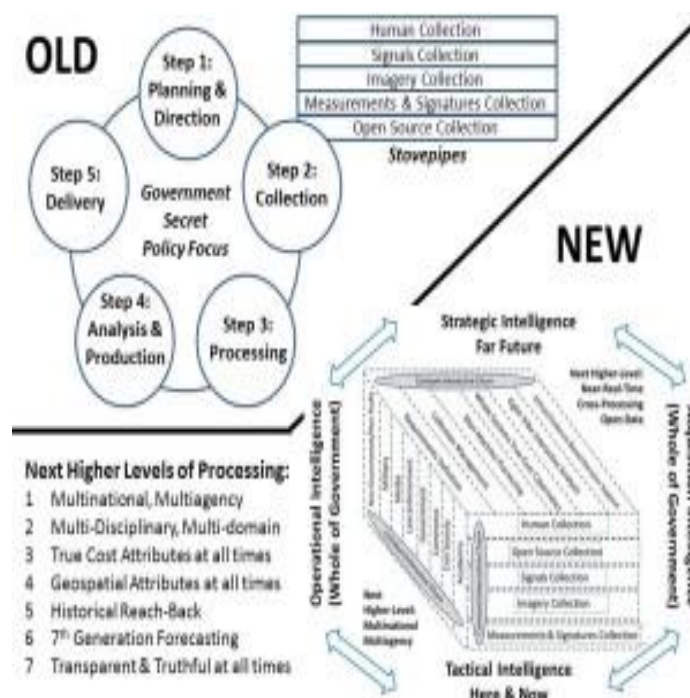 OLD
Step 1:
Planning &
Direction
Step 2:
Collection
Step 3:
Processing
Step 4:
Analysis &
Production
Step 5:
Delivery
Government
Secret
Policy Focus
Human Collection
Signals Collection
Imagery Collection
Measurements & Signatures Collection
Open Source Collection
Stovepipes
NEW
Strategic Intelligence
Far Future
Next Higher Level:
Near Real-Time
Cross-Processing
Open Data
Operational Intelligence
(Whole of Government)
(Whole of Government)
Human Collection
Open Source Collection
Signals Collection
Imagery Collection
Measurements & Signatures Collection
Next
Higher Level:
Multinational
Multiagency
Tactical Intelligence
Here & Now
Next Higher Levels of Processing:
1 Multinational, Multiagency
2 Multi-Disciplinary, Multi-domain
3 True Cost Attributes at all times
4 Geospatial Attributes at all times
5 Historical Reach-Back
6 7th Generation Forecasting
7 Transparent & Truthful at all times